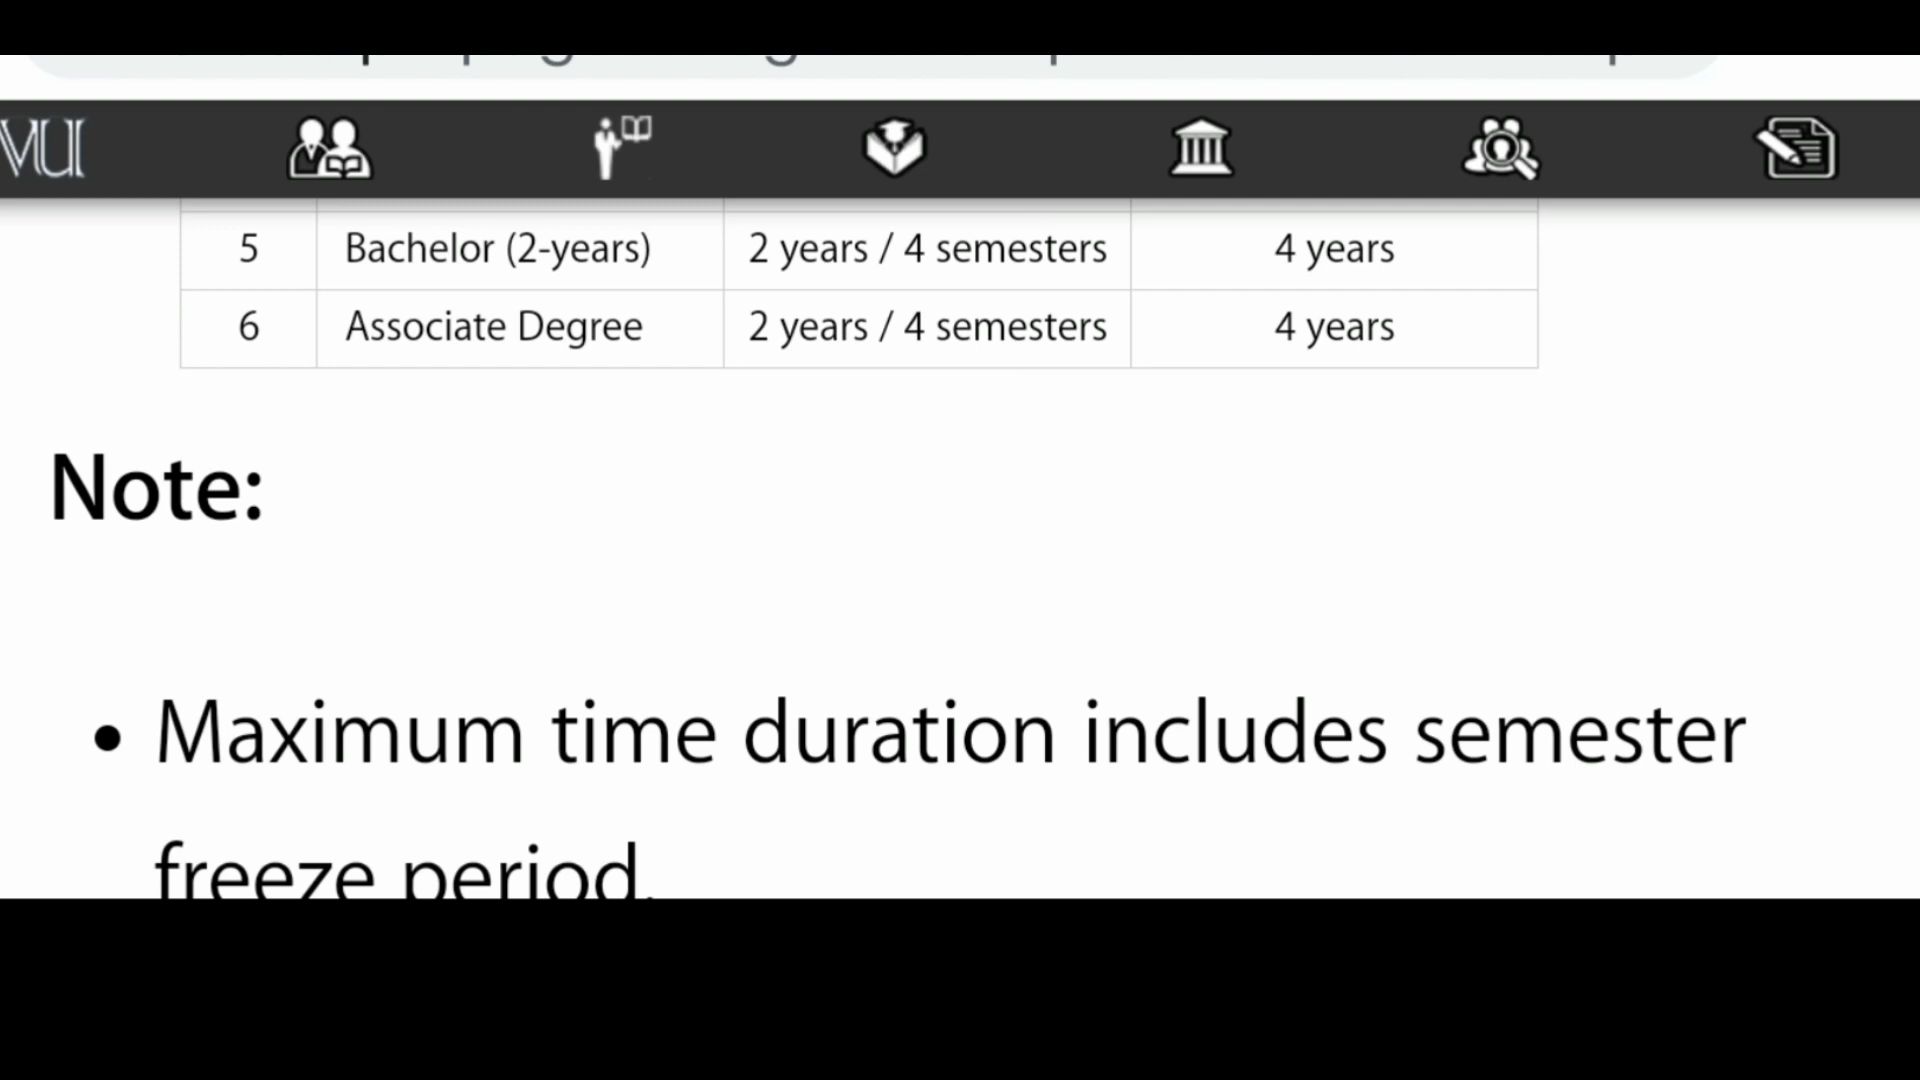 VU
5 Bachelor (2-years) 2 years / 4 semesters 4 years
6 Associate Degree 2 years / 4 semesters 4 years
Note:
• Maximum time duration includes semester
freeze period.